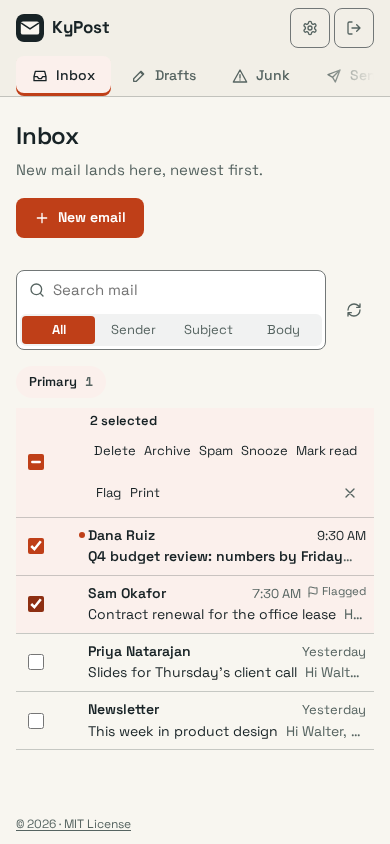 KyPost
Inbox Drafts Junk Ser
Inbox
New mail lands here, newest first.
New email
Search mail
All Sender Subject Body
Primary 1
2 selected
Delete Archive Spam Snooze Mark read
Flag Print
Dana Ruiz 9:30 AM
Q4 budget review: numbers by Friday…
Sam Okafor 7:30 AM Flagged
Contract renewal for the office lease H…
Priya Natarajan Yesterday
Slides for Thursday's client call Hi Walt…
Newsletter Yesterday
This week in product design Hi Walter, …
© 2026 · MIT License